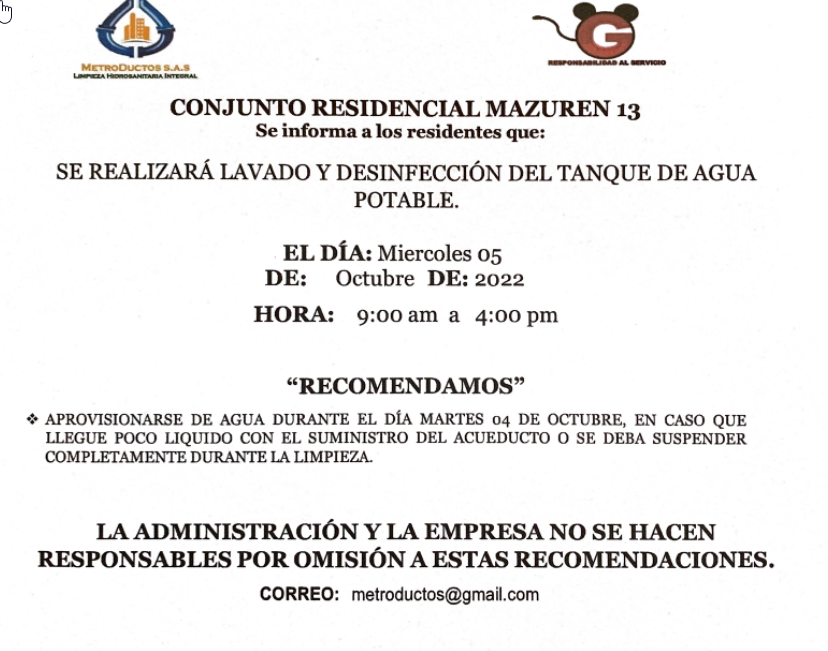 METRODUCTOS S.A.S
LIMPIEZA HIDROSANITARIA INTEGRAL
G
RESPONSABILIDAD AL SERVICIO
CONJUNTO RESIDENCIAL MAZUREN 13
Se informa a los residentes que:
SE REALIZARÁ LAVADO Y DESINFECCIÓN DEL TANQUE DE AGUA
POTABLE.
EL DÍA: Miercoles 05
DE: Octubre DE: 2022
HORA: 9:00 am a 4:00 pm
“RECOMENDAMOS”
❖ APROVISIONARSE DE AGUA DURANTE EL DÍA MARTES 04 DE OCTUBRE, EN CASO QUE
LLEGUE POCO LIQUIDO CON EL SUMINISTRO DEL ACUEDUCTO O SE DEBA SUSPENDER
COMPLETAMENTE DURANTE LA LIMPIEZA.
LA ADMINISTRACIÓN Y LA EMPRESA NO SE HACEN
RESPONSABLES POR OMISIÓN A ESTAS RECOMENDACIONES.
CORREO: metroductos@gmail.com